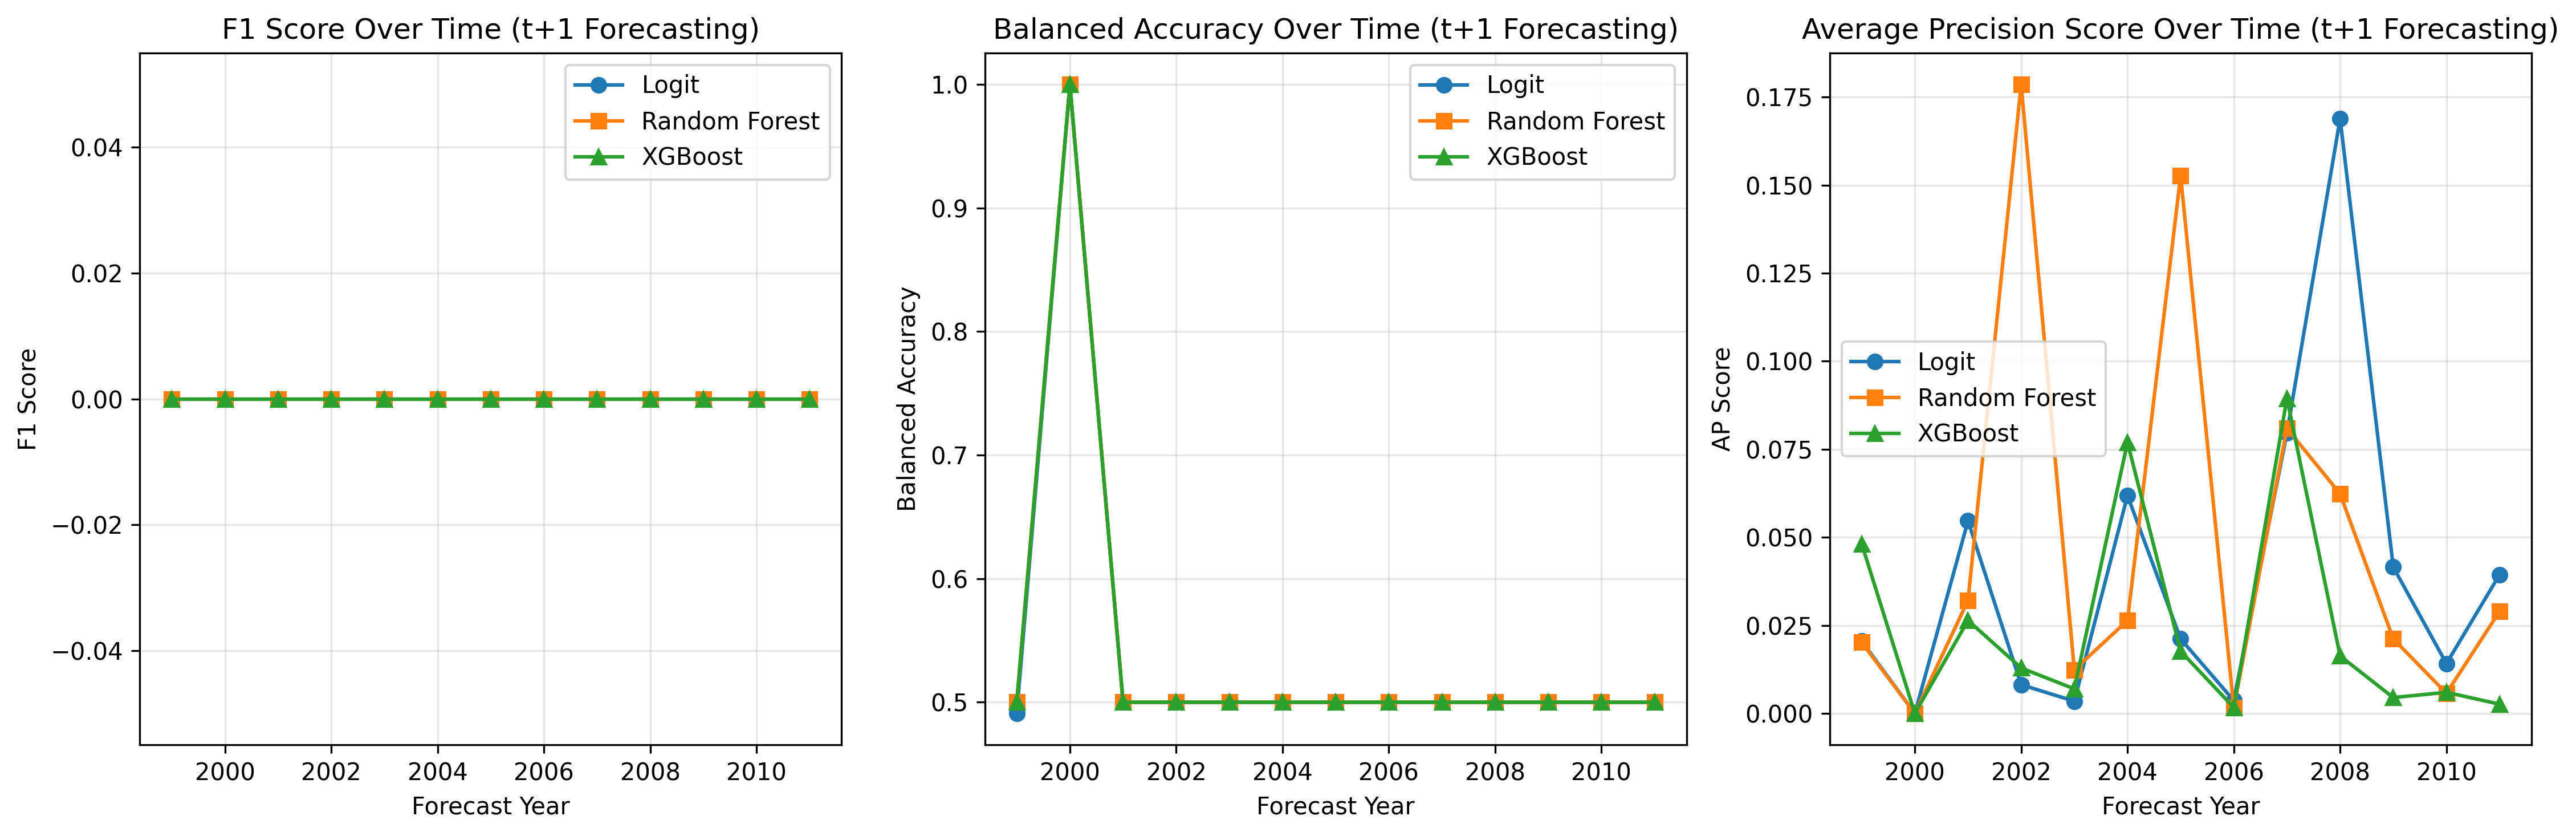 F1 Score Over Time (t+1 Forecasting)
Logit
Random Forest
XGBoost
0.04
0.02
0.00
−0.02
−0.04
F1 Score
2000 2002 2004 2006 2008 2010
Forecast Year
Balanced Accuracy Over Time (t+1 Forecasting)
Logit
Random Forest
XGBoost
1.0
0.9
0.8
0.7
0.6
0.5
Balanced Accuracy
2000 2002 2004 2006 2008 2010
Forecast Year
Average Precision Score Over Time (t+1 Forecasting)
Logit
Random Forest
XGBoost
0.175
0.150
0.125
0.100
0.075
0.050
0.025
0.000
AP Score
2000 2002 2004 2006 2008 2010
Forecast Year